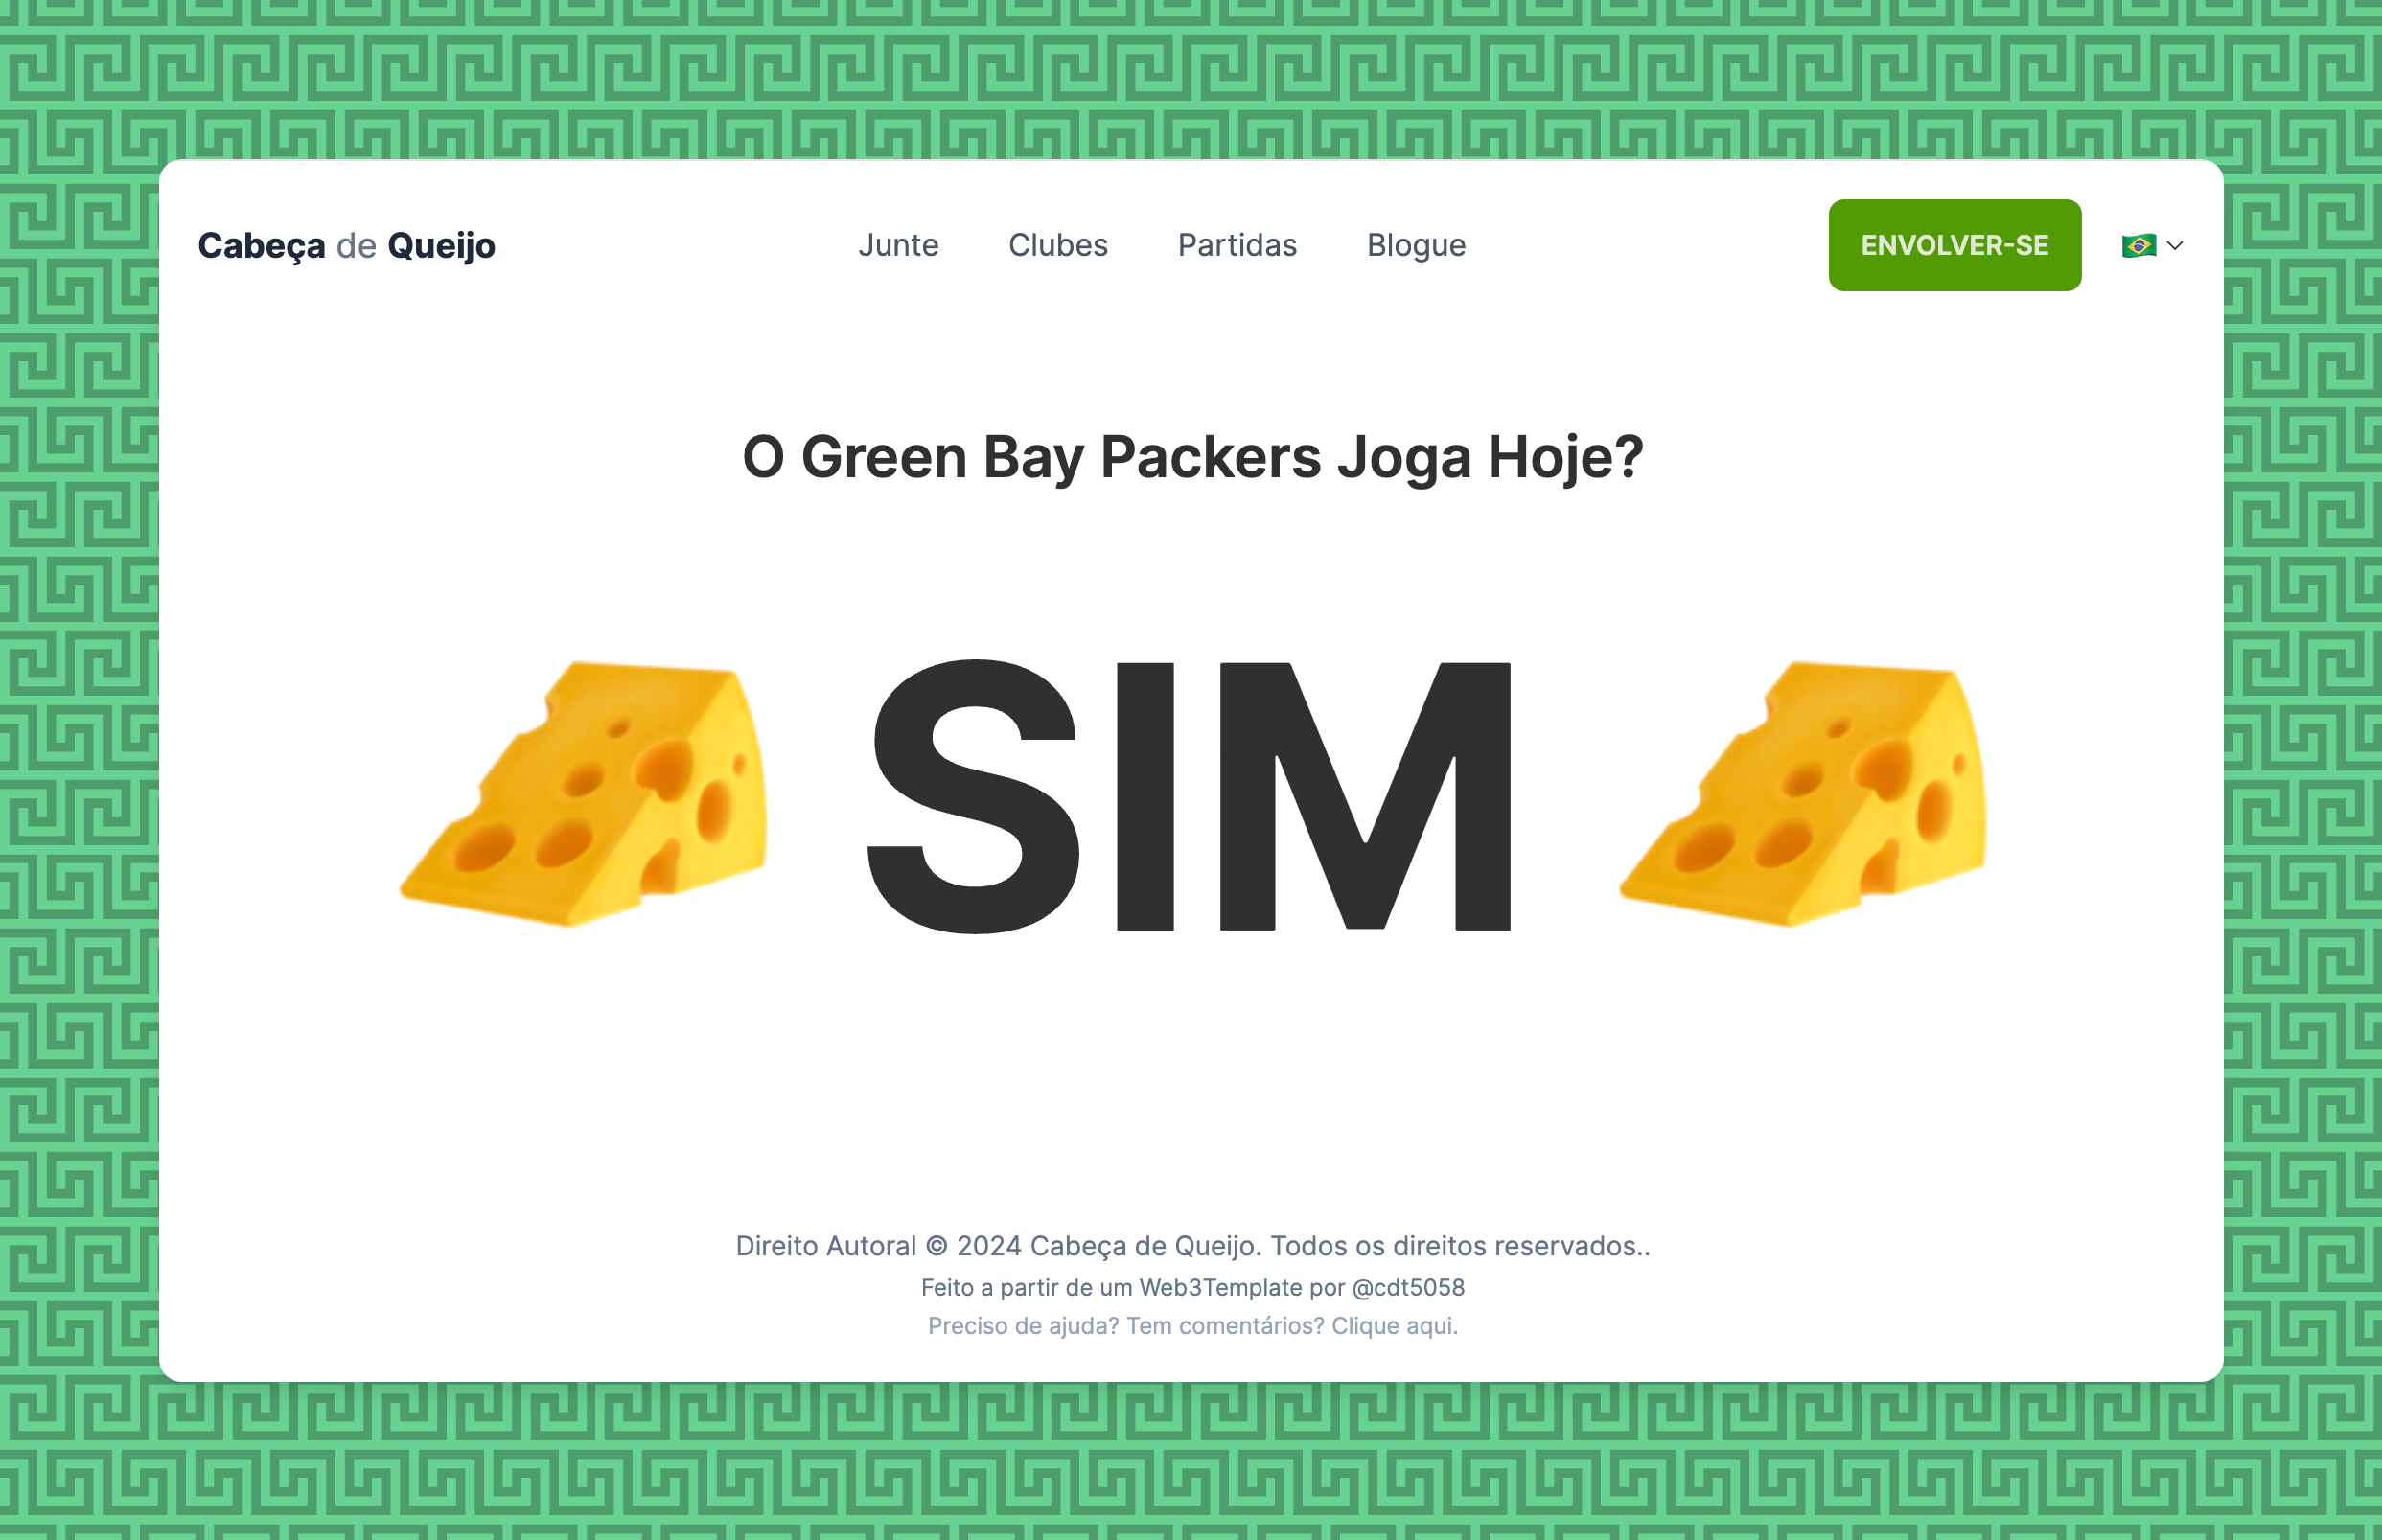 Cabeça de Queijo
Junte
Clubes
Partidas
Blogue
ENVOLVER-SE
O Green Bay Packers Joga Hoje?
SIM
Direito Autoral © 2024 Cabeça de Queijo. Todos os direitos reservados..
Feito a partir de um Web3Template por @cdt5058
Preciso de ajuda? Tem comentários? Clique aqui.